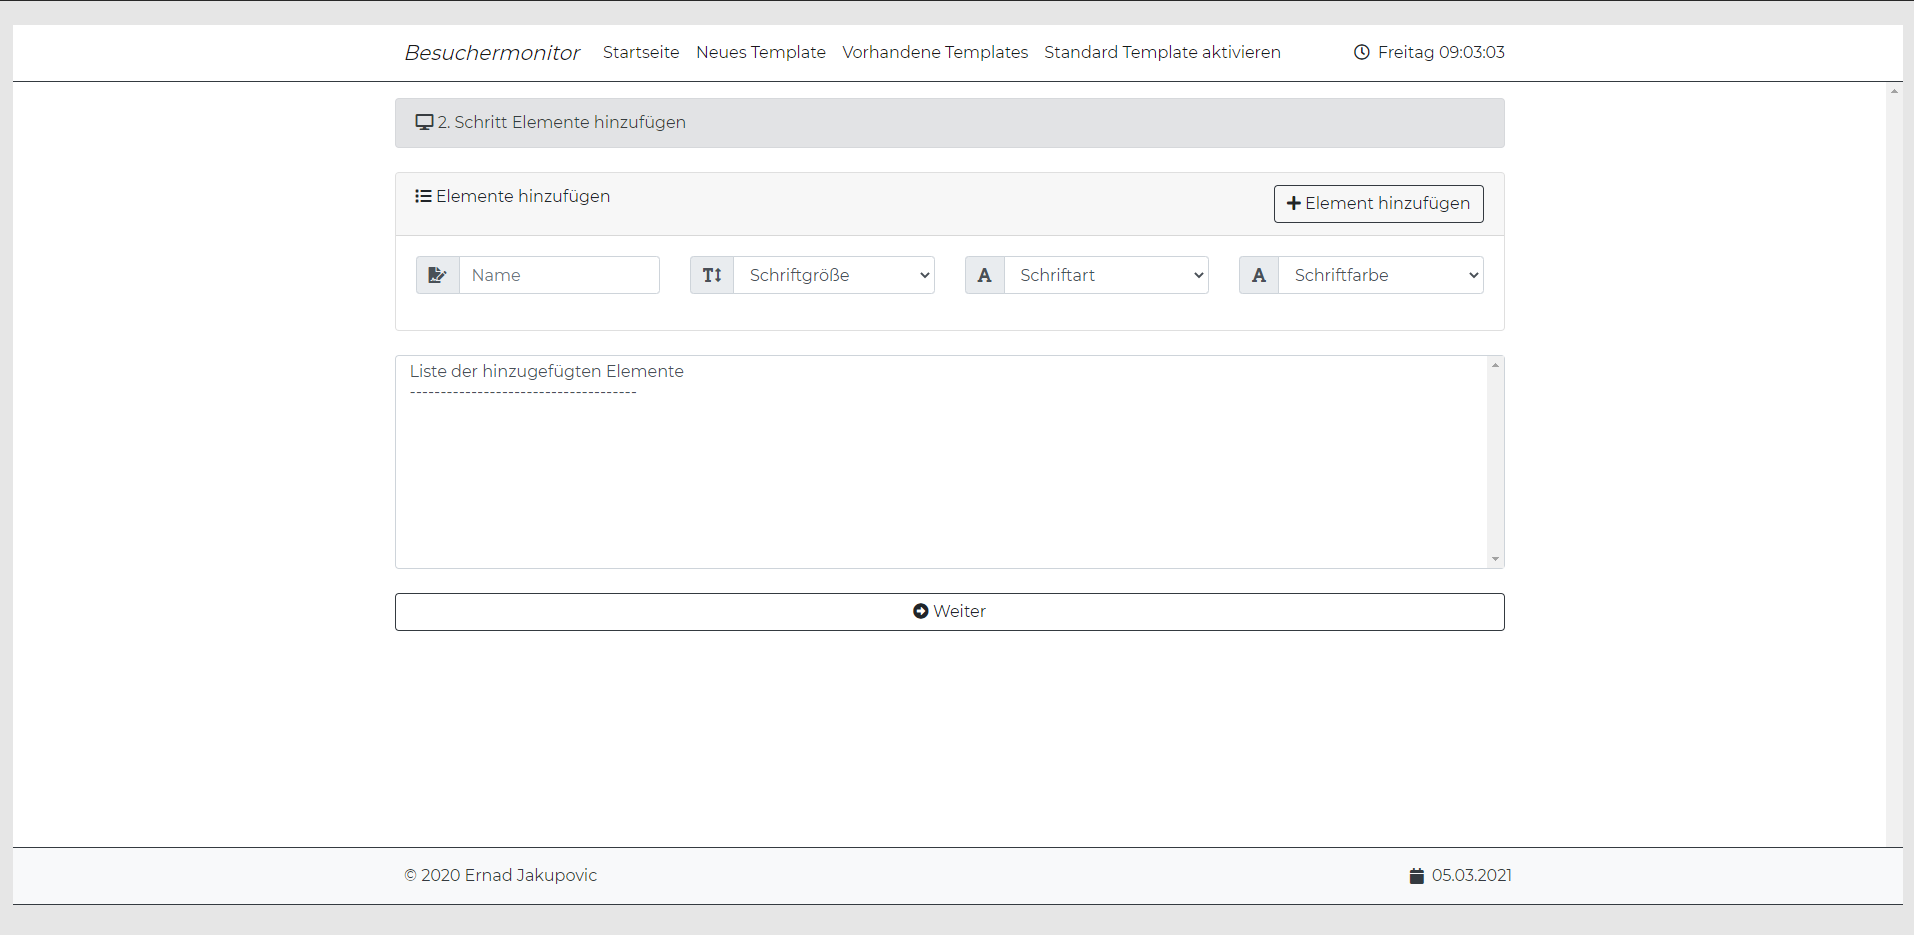 Besuchermonitor Startseite Neues Template Vorhandene Templates Standard Template aktivieren Freitag 09:03:03
2. Schritt Elemente hinzufügen
Elemente hinzufügen Element hinzufügen
Name Schriftgröße Schriftart Schriftfarbe
Liste der hinzugefügten Elemente
-------------------------------------
Weiter
© 2020 Ernad Jakupovic 05.03.2021